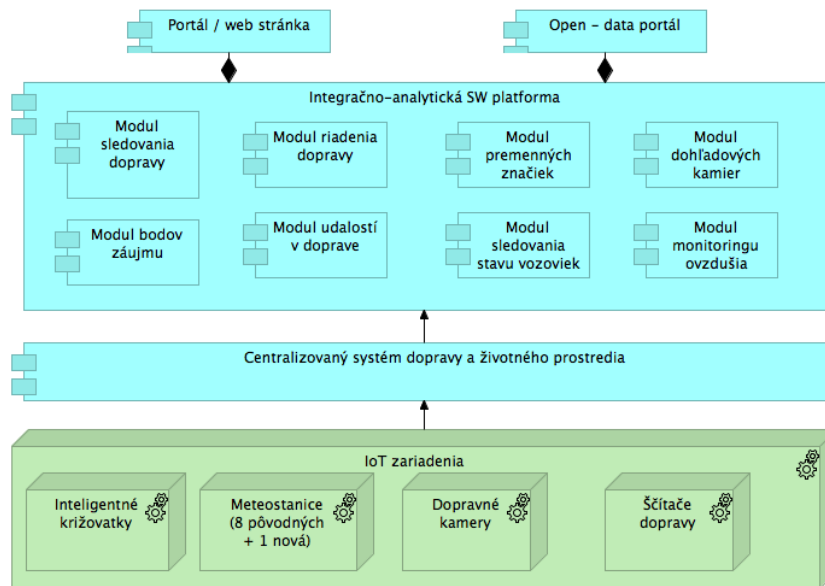 Portál / web stránka
Open – data portál
Integračno-analytická SW platforma
Modul
sledovania
dopravy
Modul riadenia
dopravy
Modul
premenných
značiek
Modul
dohľadových
kamier
Modul bodov
záujmu
Modul udalostí
v doprave
Modul
sledovania
stavu vozoviek
Modul
monitoringu
ovzdušia
Centralizovaný systém dopravy a životného prostredia
IoT zariadenia
Inteligentné
križovatky
Meteostanice
(8 pôvodných
+ 1 nová)
Dopravné
kamery
Ščítače
dopravy